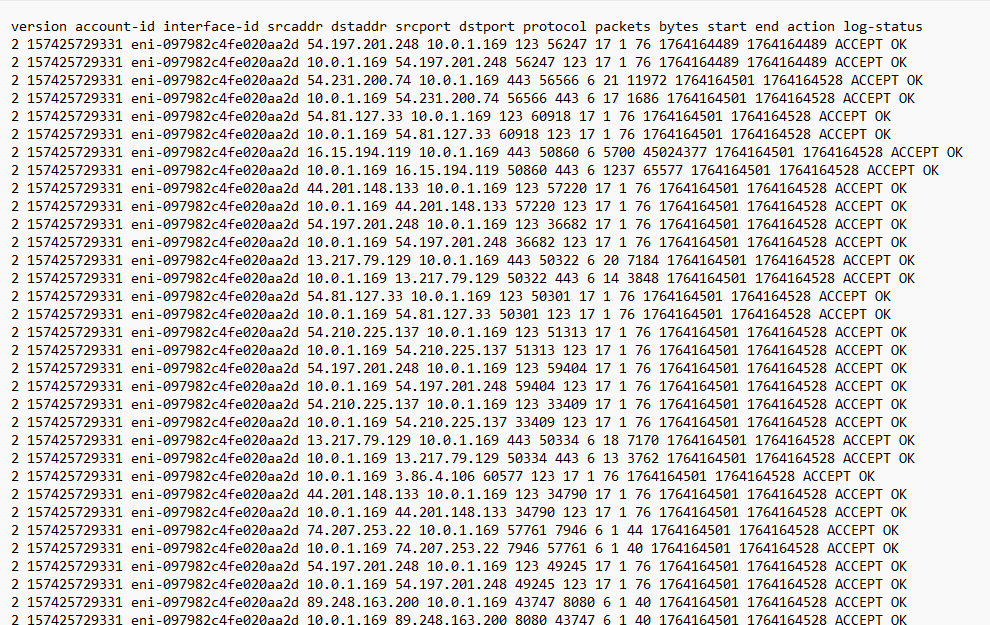 version account-id interface-id srcaddr dstaddr srcport dstport protocol packets bytes start end action log-status
2 157425729331 eni-097982c4fe020aa2d 54.197.201.248 10.0.1.169 123 56247 17 1 76 1764164489 1764164489 ACCEPT OK
2 157425729331 eni-097982c4fe020aa2d 10.0.1.169 54.197.201.248 56247 123 17 1 76 1764164489 1764164489 ACCEPT OK
2 157425729331 eni-097982c4fe020aa2d 54.231.200.74 10.0.1.169 443 56566 6 21 11972 1764164501 1764164528 ACCEPT OK
2 157425729331 eni-097982c4fe020aa2d 10.0.1.169 54.231.200.74 56566 443 6 17 1686 1764164501 1764164528 ACCEPT OK
2 157425729331 eni-097982c4fe020aa2d 54.81.127.33 10.0.1.169 123 60918 17 1 76 1764164501 1764164528 ACCEPT OK
2 157425729331 eni-097982c4fe020aa2d 10.0.1.169 54.81.127.33 60918 123 17 1 76 1764164501 1764164528 ACCEPT OK
2 157425729331 eni-097982c4fe020aa2d 16.15.194.119 10.0.1.169 443 50860 6 5700 45024377 1764164501 1764164528 ACCEPT OK
2 157425729331 eni-097982c4fe020aa2d 10.0.1.169 16.15.194.119 50860 443 6 1237 65577 1764164501 1764164528 ACCEPT OK
2 157425729331 eni-097982c4fe020aa2d 44.201.148.133 10.0.1.169 123 57220 17 1 76 1764164501 1764164528 ACCEPT OK
2 157425729331 eni-097982c4fe020aa2d 10.0.1.169 44.201.148.133 57220 123 17 1 76 1764164501 1764164528 ACCEPT OK
2 157425729331 eni-097982c4fe020aa2d 54.197.201.248 10.0.1.169 123 36682 17 1 76 1764164501 1764164528 ACCEPT OK
2 157425729331 eni-097982c4fe020aa2d 10.0.1.169 54.197.201.248 36682 123 17 1 76 1764164501 1764164528 ACCEPT OK
2 157425729331 eni-097982c4fe020aa2d 13.217.79.129 10.0.1.169 443 50322 6 20 7184 1764164501 1764164528 ACCEPT OK
2 157425729331 eni-097982c4fe020aa2d 10.0.1.169 13.217.79.129 50322 443 6 14 3848 1764164501 1764164528 ACCEPT OK
2 157425729331 eni-097982c4fe020aa2d 54.81.127.33 10.0.1.169 123 50301 17 1 76 1764164501 1764164528 ACCEPT OK
2 157425729331 eni-097982c4fe020aa2d 10.0.1.169 54.81.127.33 50301 123 17 1 76 1764164501 1764164528 ACCEPT OK
2 157425729331 eni-097982c4fe020aa2d 54.210.225.137 10.0.1.169 123 51313 17 1 76 1764164501 1764164528 ACCEPT OK
2 157425729331 eni-097982c4fe020aa2d 10.0.1.169 54.210.225.137 51313 123 17 1 76 1764164501 1764164528 ACCEPT OK
2 157425729331 eni-097982c4fe020aa2d 54.197.201.248 10.0.1.169 123 59404 17 1 76 1764164501 1764164528 ACCEPT OK
2 157425729331 eni-097982c4fe020aa2d 10.0.1.169 54.197.201.248 59404 123 17 1 76 1764164501 1764164528 ACCEPT OK
2 157425729331 eni-097982c4fe020aa2d 54.210.225.137 10.0.1.169 123 33409 17 1 76 1764164501 1764164528 ACCEPT OK
2 157425729331 eni-097982c4fe020aa2d 10.0.1.169 54.210.225.137 33409 123 17 1 76 1764164501 1764164528 ACCEPT OK
2 157425729331 eni-097982c4fe020aa2d 13.217.79.129 10.0.1.169 443 50334 6 18 7170 1764164501 1764164528 ACCEPT OK
2 157425729331 eni-097982c4fe020aa2d 10.0.1.169 13.217.79.129 50334 443 6 13 3762 1764164501 1764164528 ACCEPT OK
2 157425729331 eni-097982c4fe020aa2d 10.0.1.169 3.86.4.106 60577 123 17 1 76 1764164501 1764164528 ACCEPT OK
2 157425729331 eni-097982c4fe020aa2d 44.201.148.133 10.0.1.169 123 34790 17 1 76 1764164501 1764164528 ACCEPT OK
2 157425729331 eni-097982c4fe020aa2d 10.0.1.169 44.201.148.133 34790 123 17 1 76 1764164501 1764164528 ACCEPT OK
2 157425729331 eni-097982c4fe020aa2d 74.207.253.22 10.0.1.169 57761 7946 6 1 44 1764164501 1764164528 ACCEPT OK
2 157425729331 eni-097982c4fe020aa2d 10.0.1.169 74.207.253.22 7946 57761 6 1 40 1764164501 1764164528 ACCEPT OK
2 157425729331 eni-097982c4fe020aa2d 54.197.201.248 10.0.1.169 123 49245 17 1 76 1764164501 1764164528 ACCEPT OK
2 157425729331 eni-097982c4fe020aa2d 10.0.1.169 54.197.201.248 49245 123 17 1 76 1764164501 1764164528 ACCEPT OK
2 157425729331 eni-097982c4fe020aa2d 89.248.163.200 10.0.1.169 43747 8080 6 1 40 1764164501 1764164528 ACCEPT OK
2 157425729331 eni-097982c4fe020aa2d 10.0.1.169 89.248.163.200 8080 43747 6 1 40 1764164501 1764164528 ACCEPT OK